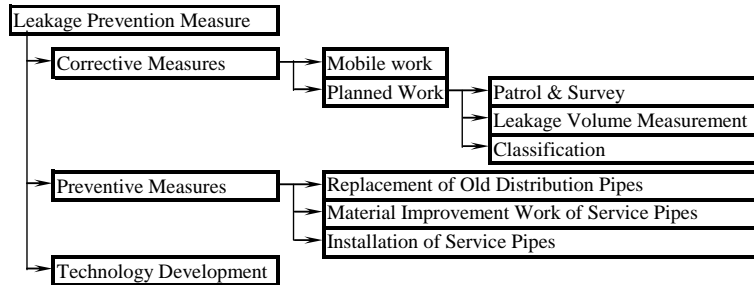 Leakage Prevention Measure
Corrective Measures
Mobile work
Planned Work
Patrol & Survey
Leakage Volume Measurement
Classification
Preventive Measures
Replacement of Old Distribution Pipes
Material Improvement Work of Service Pipes
Installation of Service Pipes
Technology Development